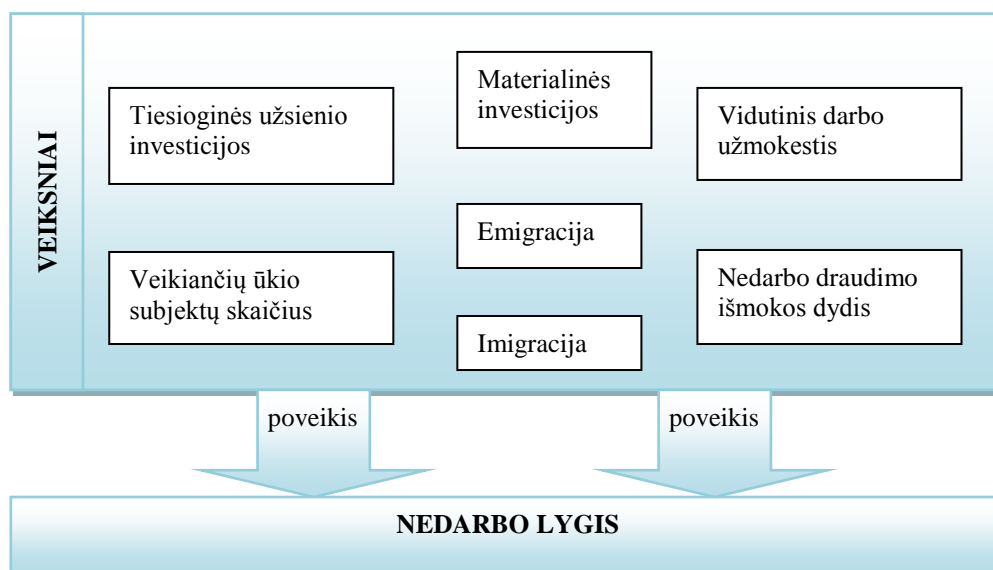 VEIKSNIAI
Tiesioginės užsienio
investicijos
Materialinės
investicijos
Vidutinis darbo
užmokestis
Veikiančių ūkio
subjektų skaičius
Emigracija
Imigracija
Nedarbo draudimo
išmokos dydis
poveikis
poveikis
NEDARBO LYGIS